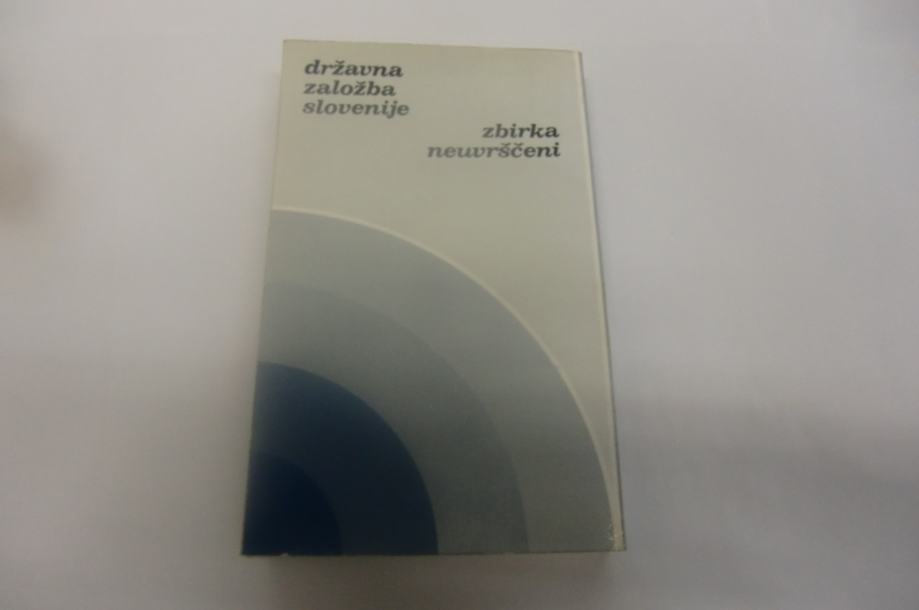 državna
založba
slovenije
zbirka
neuvrščeni